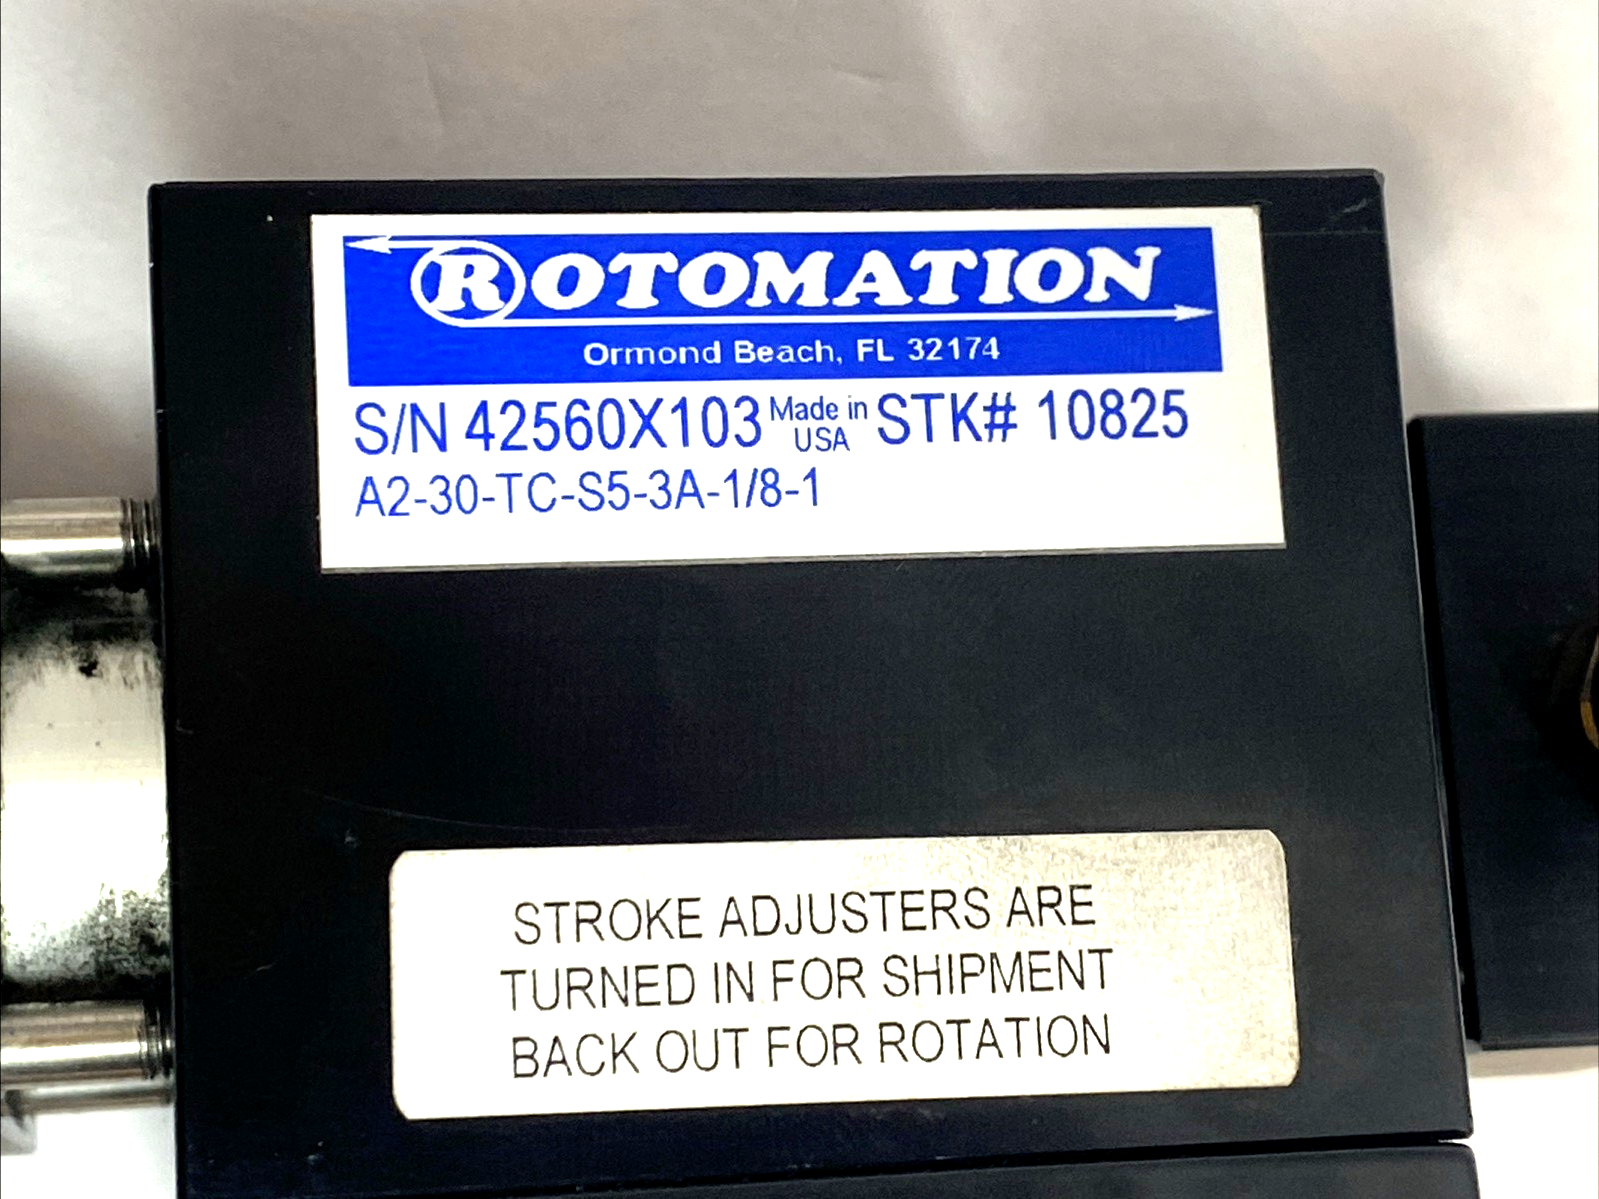 ROTOMATION
Ormond Beach, FL 32174
S/N 42560X103 Made in USA STK# 10825
A2-30-TC-S5-3A-1/8-1
STROKE ADJUSTERS ARE
TURNED IN FOR SHIPMENT
BACK OUT FOR ROTATION